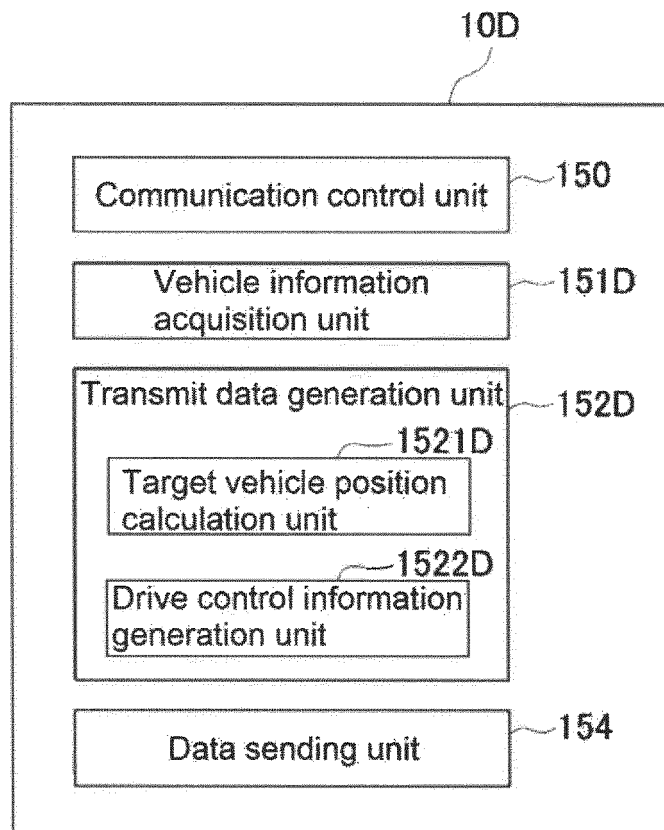 10D
Communication control unit
150
Vehicle information
acquisition unit
151D
Transmit data generation unit
152D
1521D
Target vehicle position
calculation unit
1522D
Drive control information
generation unit
Data sending unit
154